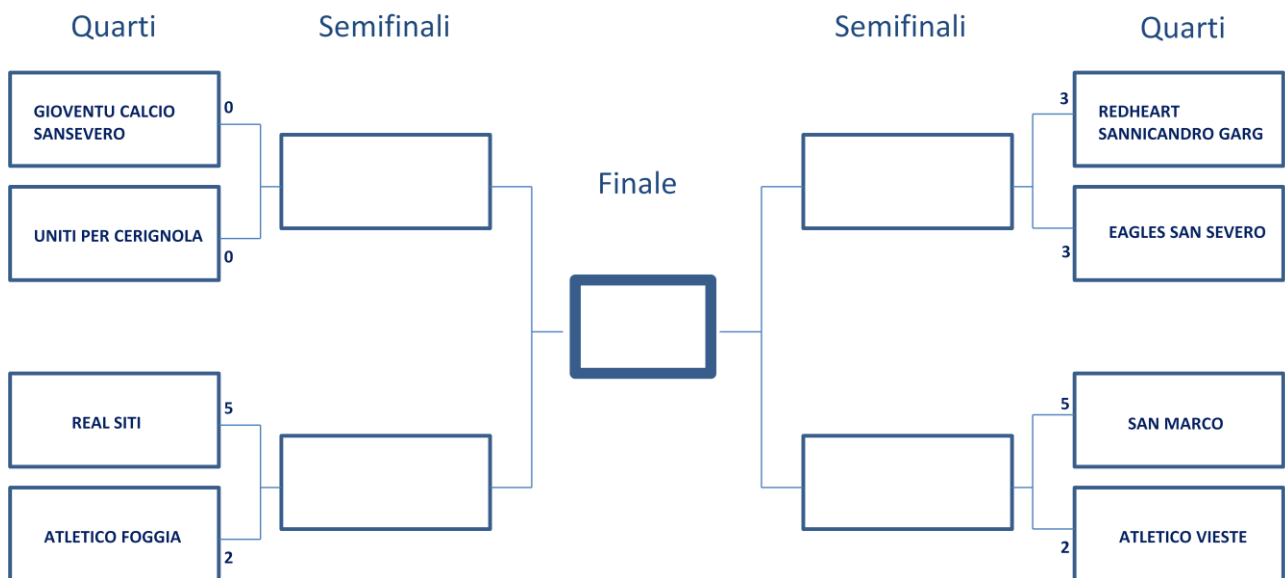 Quarti
Semifinali
Semifinali
Quarti
GIOVENTU CALCIO
SANSEVERO
0
UNITI PER CERIGNOLA
0
REAL SITI
5
ATLETICO FOGGIA
2
Finale
3
REDHEART
SANNICANDRO GARG
EAGLES SAN SEVERO
3
5
SAN MARCO
ATLETICO VIESTE
2